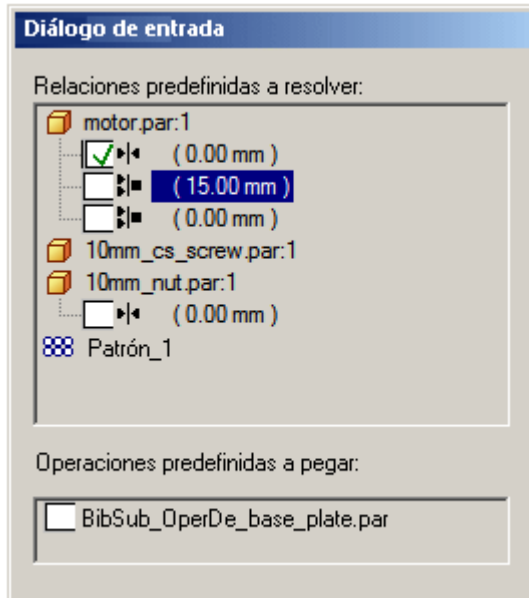 Diálogo de entrada
Relaciones predefinidas a resolver:
motor.par:1
( 0.00 mm )
( 15.00 mm )
( 0.00 mm )
10mm_cs_screw.par:1
10mm_nut.par:1
( 0.00 mm )
Patrón_1
Operaciones predefinidas a pegar:
BibSub_OperDe_base_plate.par